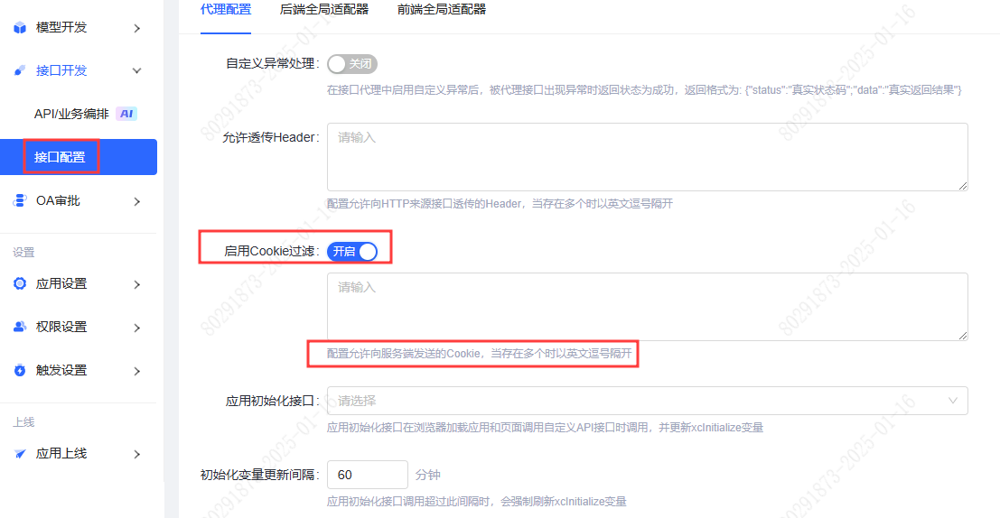 代理配置 后端全局适配器 前端全局适配器
模型开发
接口开发
API/业务编排 AI
接口配置
OA审批
设置
应用设置
权限设置
触发设置
上线
应用上线
自定义异常处理: 关闭
在接口代理中启用自定义异常后，被代理接口出现异常时返回状态为成功，返回格式为: {"status":"真实状态码";"data":"真实返回结果"}
允许透传Header: 请输入
配置允许向HTTP来源接口透传的Header，当存在多个时以英文逗号隔开
启用Cookie过滤: 开启
请输入
配置允许向服务端发送的Cookie，当存在多个时以英文逗号隔开
应用初始化接口: 请选择
应用初始化接口在浏览器加载应用和页面调用自定义API接口时调用，并更新xcInitialize变量
初始化变量更新间隔: 60 分钟
应用初始化接口调用超过此间隔时，会强制刷新xcInitialize变量
80291873-2025-01-16
80291873-2025-01-16
80291873-2025-01-16
80291873-2025-01-16